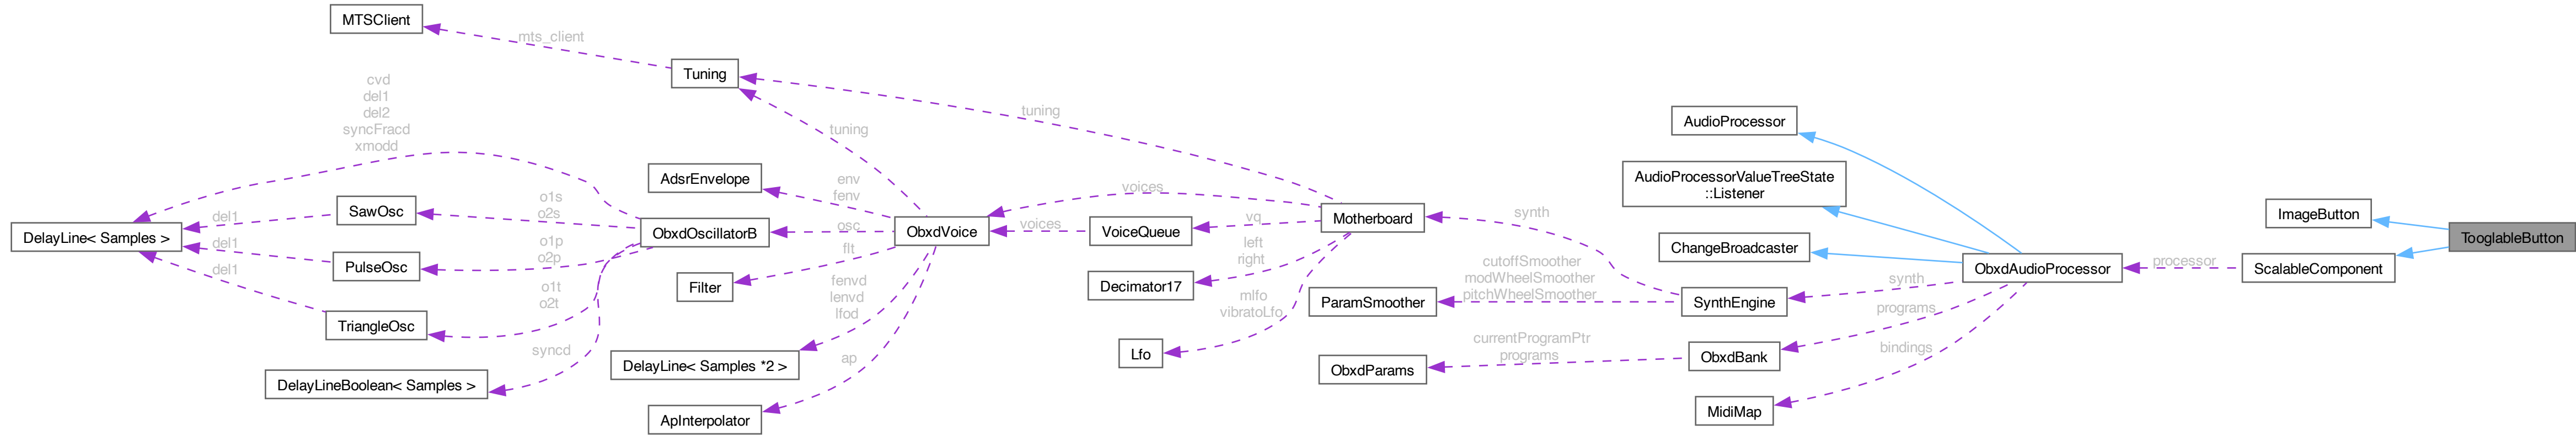 MTSClient
mts_client
Tuning
cvd
del1
del2
syncFracd
xmodd
tuning
tuning
AudioProcessor
AdsrEnvelope
env
fenv
voices
AudioProcessorValueTreeState
::Listener
SawOsc
o1s
o2s
del1
DelayLine< Samples >
ObxdOscillatorB
osc
ObxdVoice
voices
VoiceQueue
vq
Motherboard
synth
ImageButton
TooglableButton
del1
PulseOsc
o1p
o2p
flt
left
right
ChangeBroadcaster
ObxdAudioProcessor
processor
ScalableComponent
del1
Filter
fenvd
lenvd
lfod
Decimator17
cutoffSmoother
modWheelSmoother
pitchWheelSmoother
synth
o1t
o2t
mlfo
vibratoLfo
ParamSmoother
SynthEngine
programs
TriangleOsc
syncd
DelayLine< Samples *2 >
ap
Lfo
currentProgramPtr
programs
ObxdBank
bindings
DelayLineBoolean< Samples >
ObxdParams
ApInterpolator
MidiMap